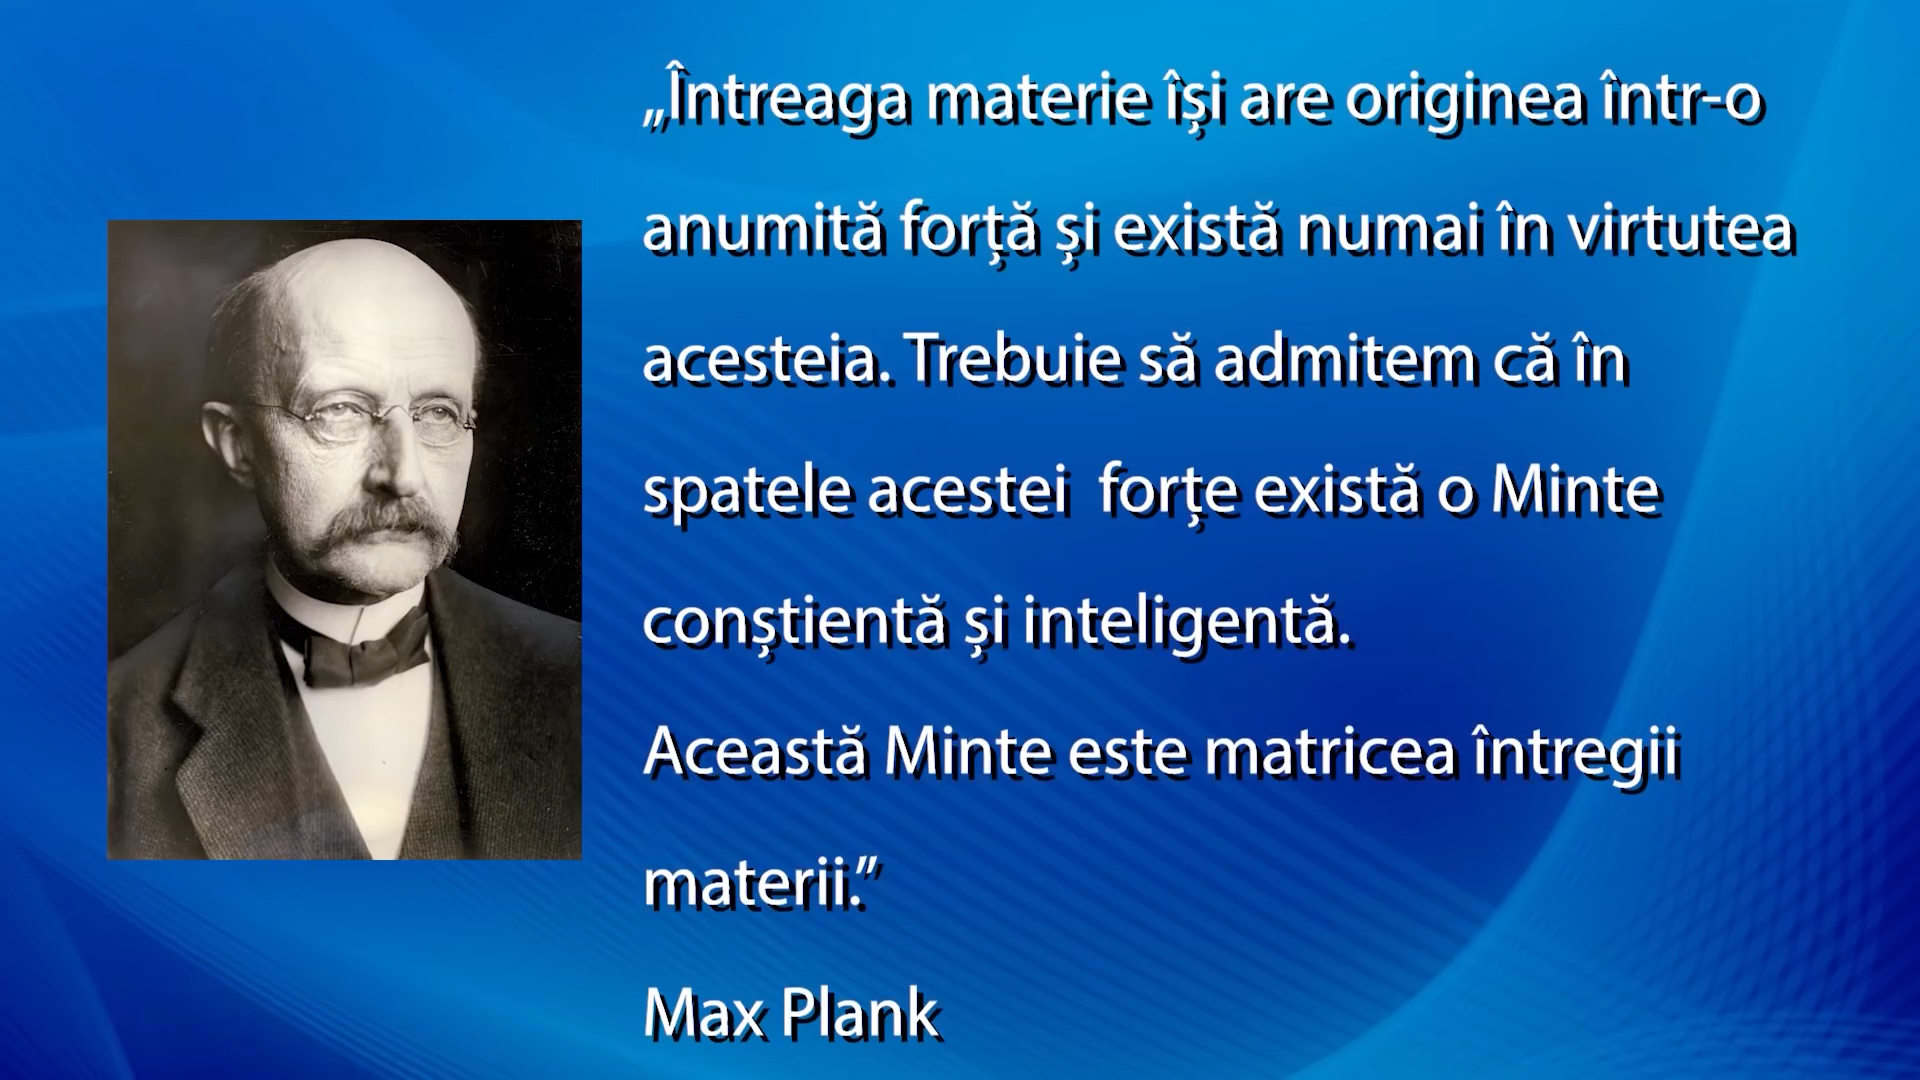 „Întreaga materie își are originea într-o
anumită forță și există numai în virtutea
acesteia. Trebuie să admitem că în
spatele acestei  forțe există o Minte
conștientă și inteligentă.
Această Minte este matricea întregii
materii.”
Max Plank